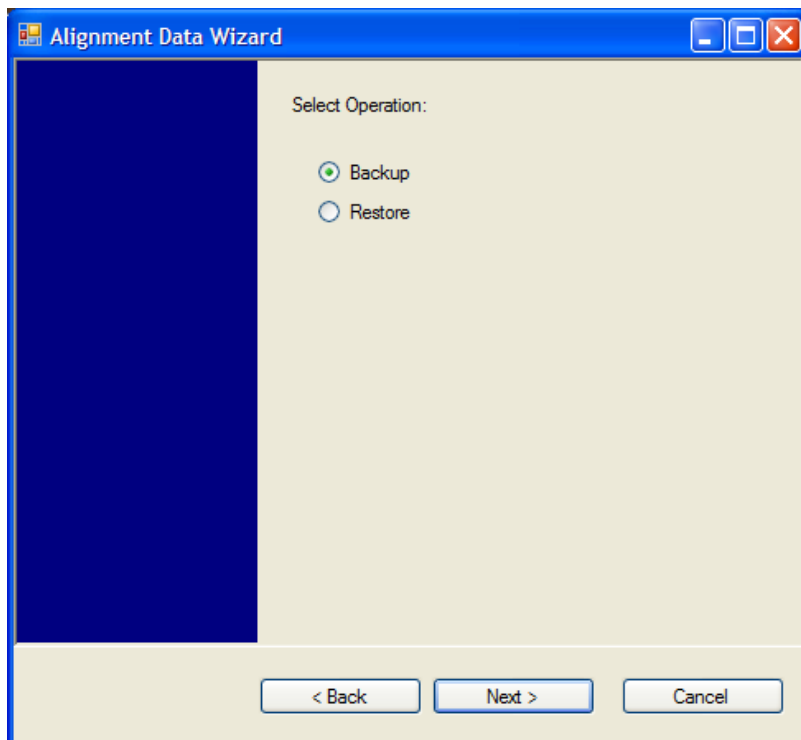 Alignment Data Wizard
Select Operation:
Backup
Restore
< Back
Next >
Cancel